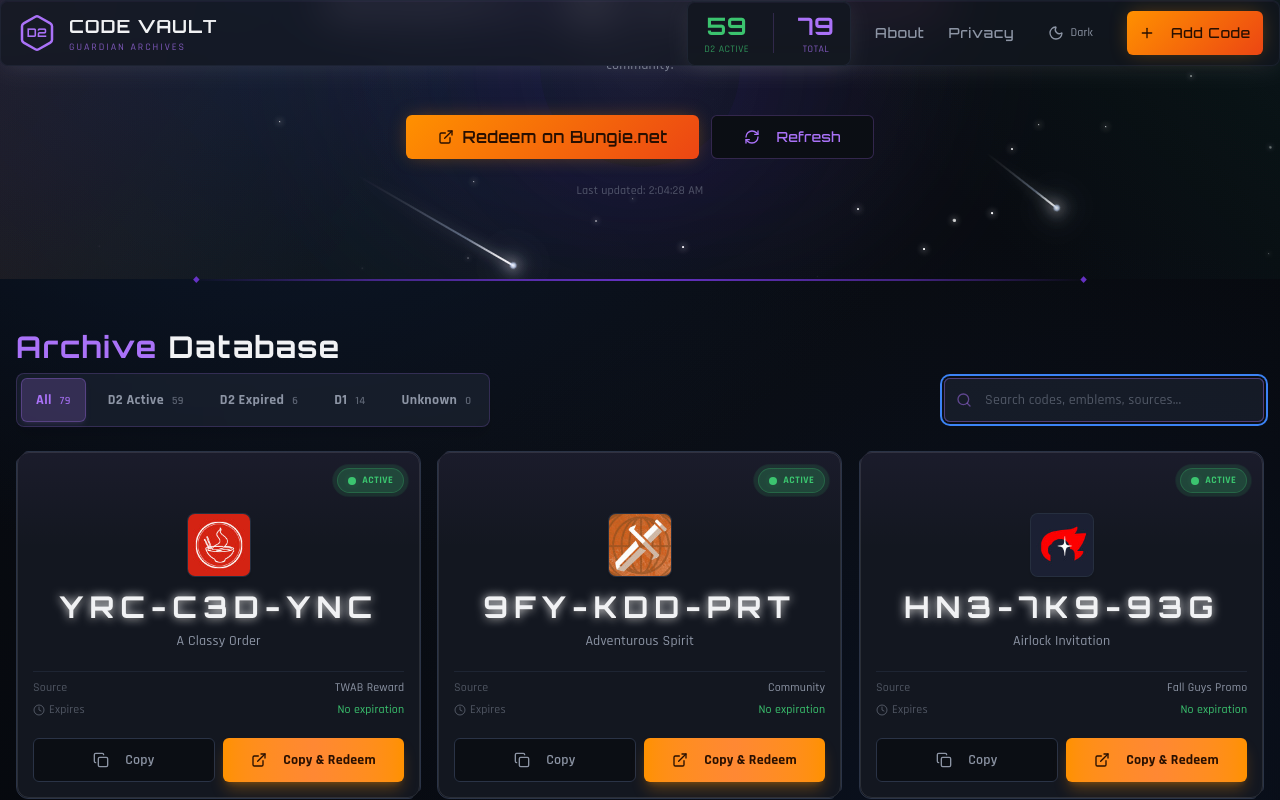 D2
CODE VAULT
GUARDIAN ARCHIVES
59
D2 ACTIVE
79
TOTAL
About
Privacy
Dark
+ Add Code
community.
Redeem on Bungie.net
Refresh
Last updated: 2:04:28 AM
Archive Database
All 79
D2 Active 59
D2 Expired 6
D1 14
Unknown 0
Search codes, emblems, sources...
ACTIVE
YRC-C3D-YNC
A Classy Order
Source TWAB Reward
Expires No expiration
Copy
Copy & Redeem
ACTIVE
9FY-KDD-PRT
Adventurous Spirit
Source Community
Expires No expiration
Copy
Copy & Redeem
ACTIVE
HN3-7K9-93G
Airlock Invitation
Source Fall Guys Promo
Expires No expiration
Copy
Copy & Redeem